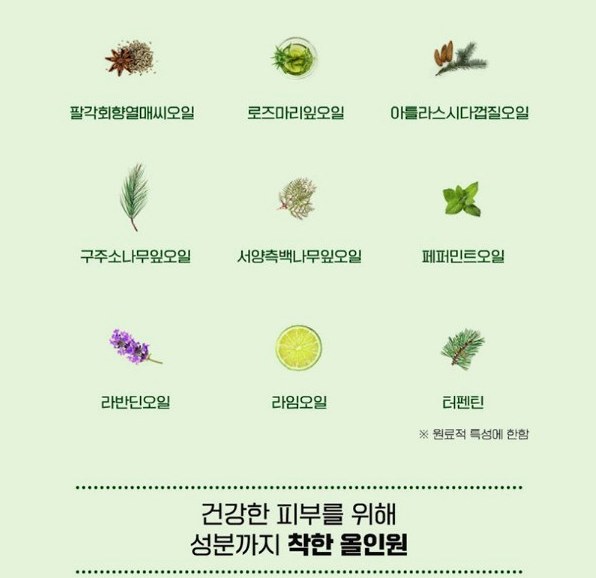 팔각회향열매씨오일 로즈마리잎오일 아틀라스시다껍질오일
구주소나무잎오일 서양측백나무잎오일 페퍼민트오일
라반딘오일 라임오일 터펜틴
※ 원료적 특성에 한함
건강한 피부를 위해
성분까지 착한 올인원